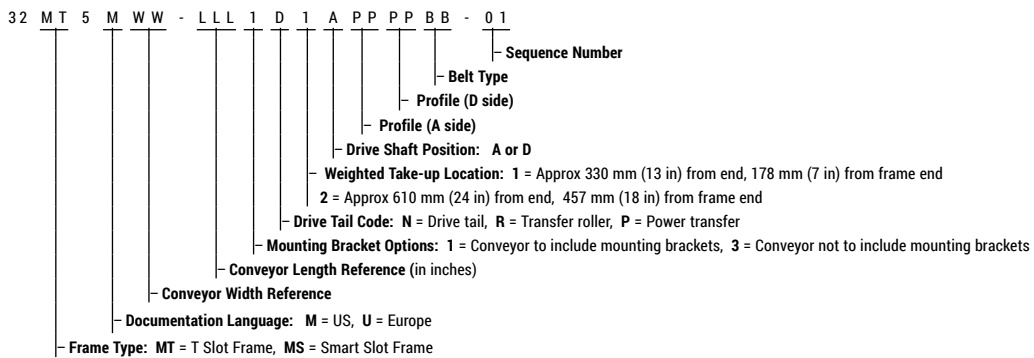 32 MT 5 M WW - LLL 1 D 1 A PP PP BB - 01
Sequence Number
Belt Type
Profile (D side)
Profile (A side)
Drive Shaft Position: A or D
Weighted Take-up Location: 1 = Approx 330 mm (13 in) from end, 178 mm (7 in) from frame end
2 = Approx 610 mm (24 in) from end, 457 mm (18 in) from frame end
Drive Tail Code: N = Drive tail, R = Transfer roller, P = Power transfer
Mounting Bracket Options: 1 = Conveyor to include mounting brackets, 3 = Conveyor not to include mounting brackets
Conveyor Length Reference (in inches)
Conveyor Width Reference
Documentation Language: M = US, U = Europe
Frame Type: MT = T Slot Frame, MS = Smart Slot Frame